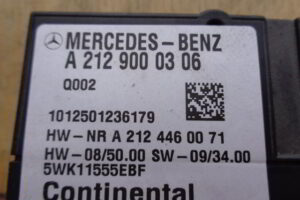 MERCEDES-BENZ
A 212 900 03 06
Q002
1012501236179
HW-NR A 212 446 00 71
HW-08/50.00 SW-09/34.00
5WK11555EBF
Continental